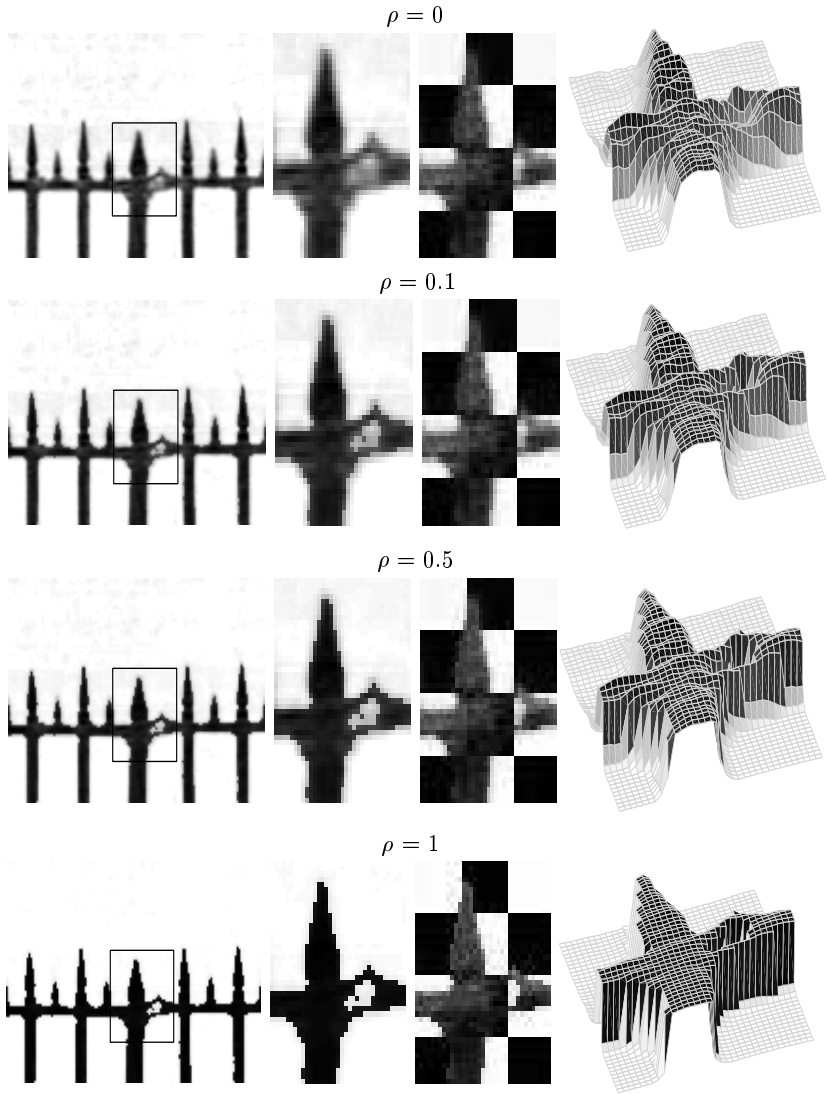 ρ = 0
ρ = 0.1
ρ = 0.5
ρ = 1